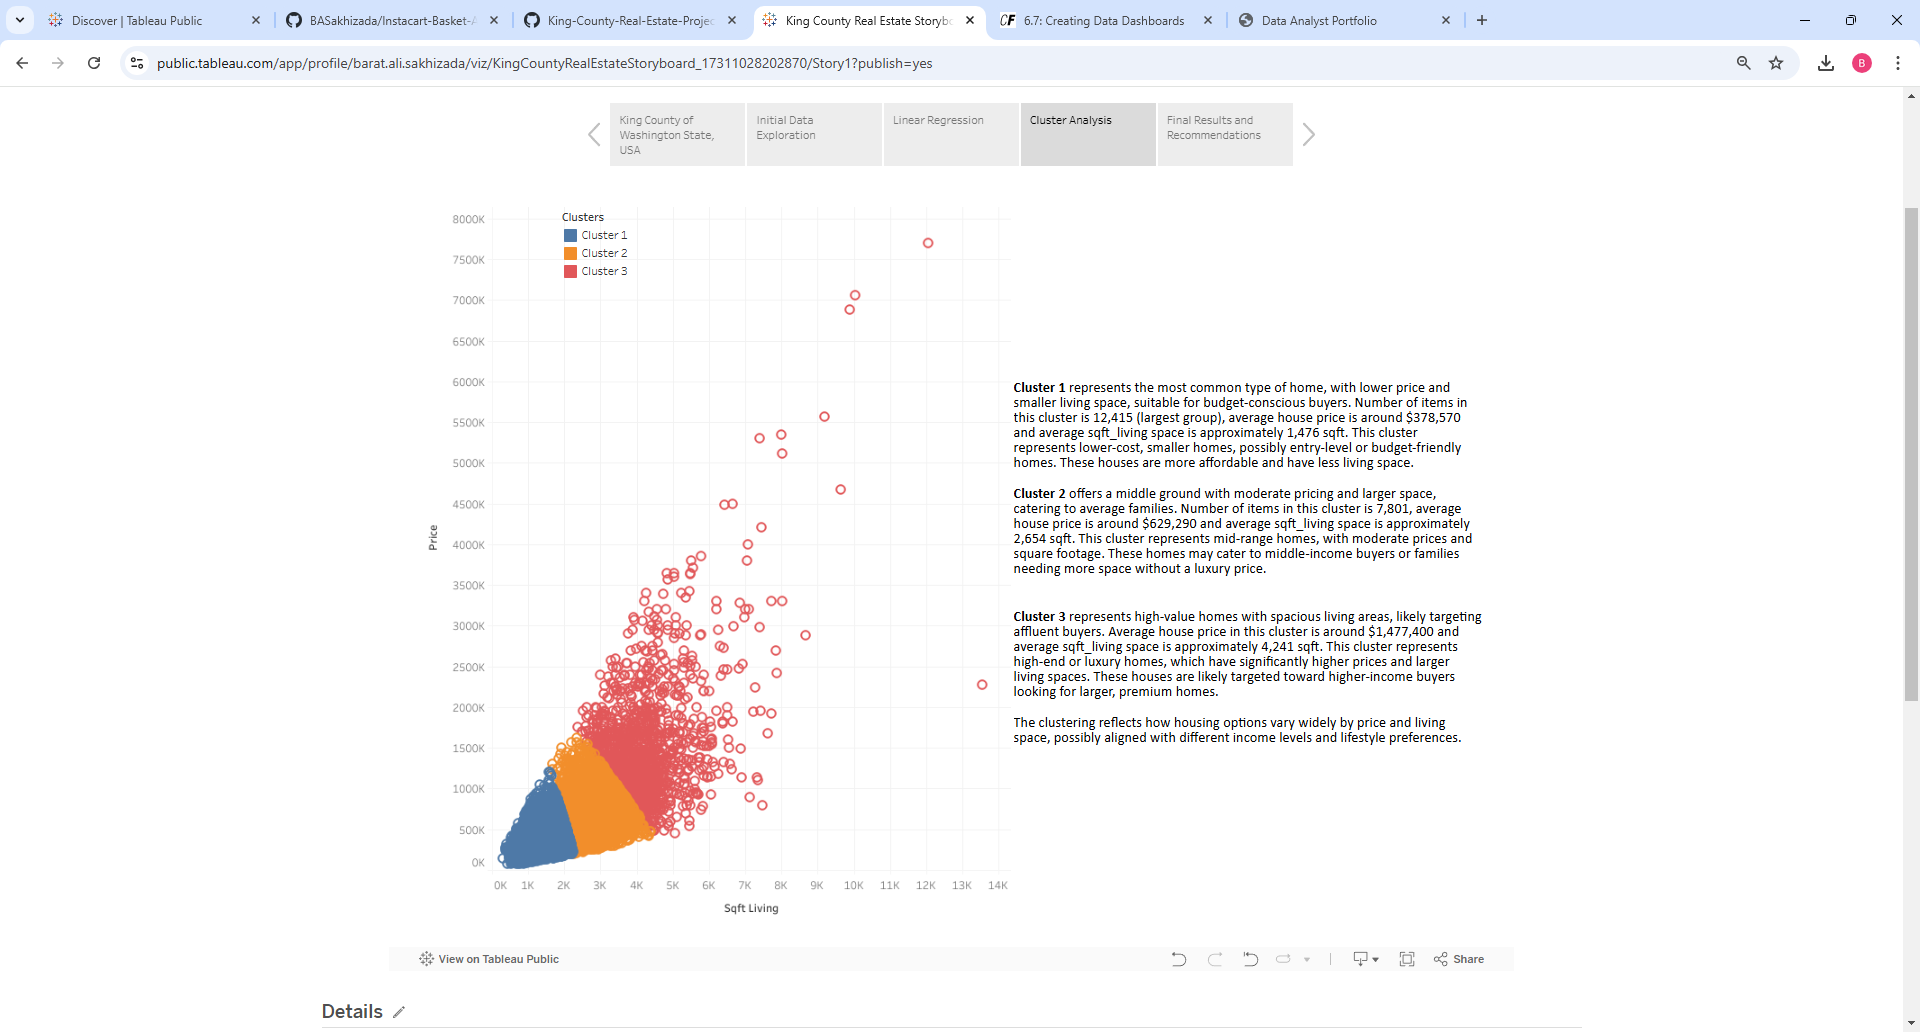 Discover | Tableau Public
BASakhizada/Instacart-Basket-A
King-County-Real-Estate-Projec
King County Real Estate Storybo
CF 6.7: Creating Data Dashboards
Data Analyst Portfolio
public.tableau.com/app/profile/barat.ali.sakhizada/viz/KingCountyRealEstateStoryboard_17311028202870/Story1?publish=yes
B
King County of
Washington State,
USA
Initial Data
Exploration
Linear Regression
Cluster Analysis
Final Results and
Recommendations
Clusters
Cluster 1
Cluster 2
Cluster 3
8000K
7500K
7000K
6500K
6000K
5500K
5000K
4500K
4000K
3500K
3000K
2500K
2000K
1500K
1000K
500K
0K
Price
0K 1K 2K 3K 4K 5K 6K 7K 8K 9K 10K 11K 12K 13K 14K
Sqft Living
Cluster 1 represents the most common type of home, with lower price and
smaller living space, suitable for budget-conscious buyers. Number of items in
this cluster is 12,415 (largest group), average house price is around $378,570
and average sqft_living space is approximately 1,476 sqft. This cluster
represents lower-cost, smaller homes, possibly entry-level or budget-friendly
homes. These houses are more affordable and have less living space.
Cluster 2 offers a middle ground with moderate pricing and larger space,
catering to average families. Number of items in this cluster is 7,801, average
house price is around $629,290 and average sqft_living space is approximately
2,654 sqft. This cluster represents mid-range homes, with moderate prices and
square footage. These homes may cater to middle-income buyers or families
needing more space without a luxury price.
Cluster 3 represents high-value homes with spacious living areas, likely targeting
affluent buyers. Average house price in this cluster is around $1,477,400 and
average sqft_living space is approximately 4,241 sqft. This cluster represents
high-end or luxury homes, which have significantly higher prices and larger
living spaces. These houses are likely targeted toward higher-income buyers
looking for larger, premium homes.
The clustering reflects how housing options vary widely by price and living
space, possibly aligned with different income levels and lifestyle preferences.
View on Tableau Public
Share
Details